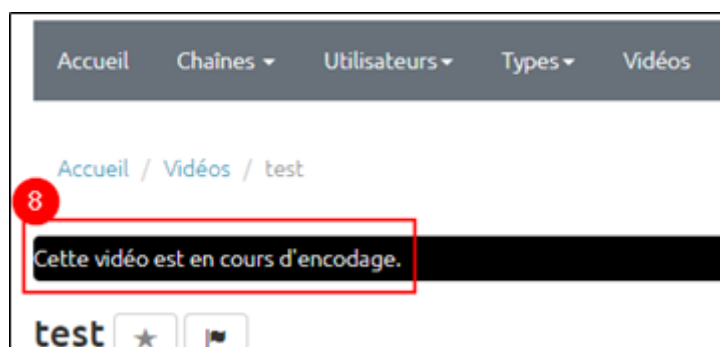 Accueil Chaînes Utilisateurs Types Vidéos
Accueil / Vidéos / test
8
Cette vidéo est en cours d'encodage.
test